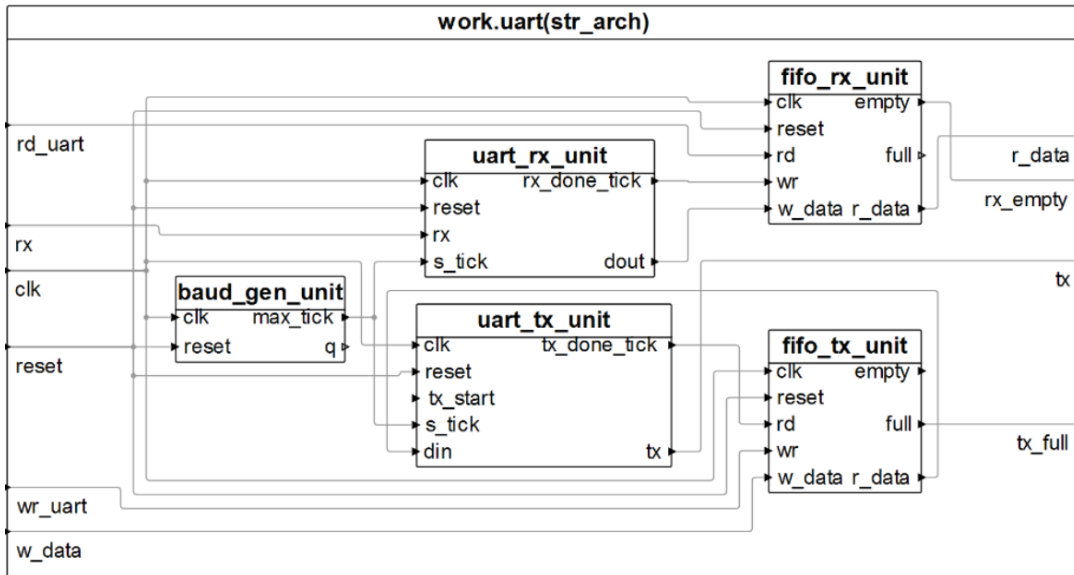 work.uart(str_arch)
fifo_rx_unit
clk empty
reset
rd full
wr
w_data r_data
rd_uart
r_data
rx_empty
uart_rx_unit
clk rx_done_tick
reset
rx
s_tick dout
rx
clk
tx
baud_gen_unit
clk max_tick
reset q
reset
uart_tx_unit
clk tx_done_tick
reset
tx_start
s_tick
din tx
fifo_tx_unit
clk empty
reset
rd full
wr
w_data r_data
tx_full
wr_uart
w_data